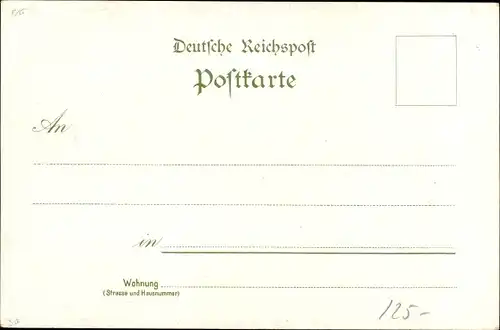 Deutsche Reichspost
Postkarte
An
in
Wohnung
(Strasse und Hausnummer)
125-